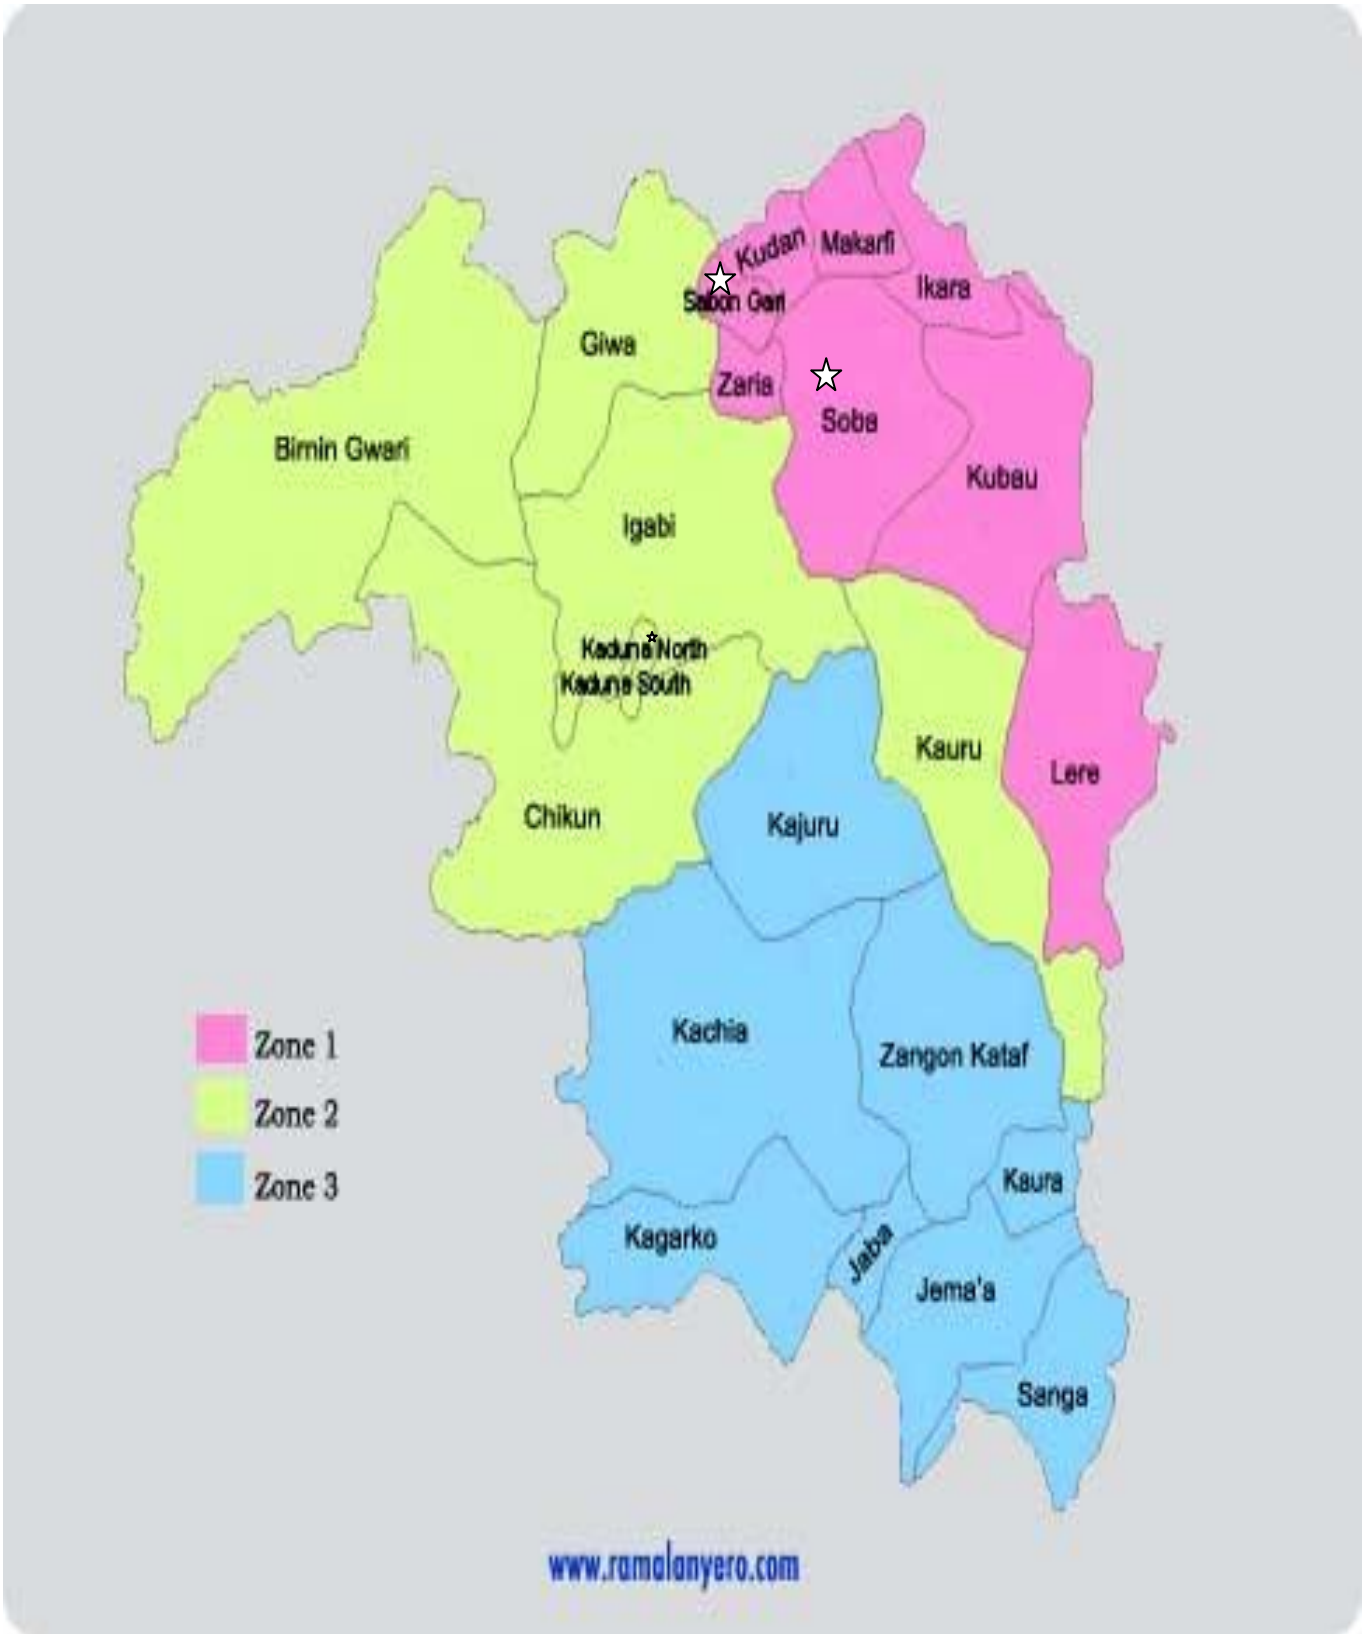 Kudan
Makarfi
Ikara
Sabon Gari
Giwa
Zaria
Soba
Birnin Gwari
Kubau
Igabi
Kaduna North
Kaduna South
Kauru
Lere
Chikun
Kajuru
Kachia
Zangon Kataf
Zone 1
Zone 2
Zone 3
Kaura
Kagarko
Jaba
Jema'a
Sanga
www.ramalanyero.com